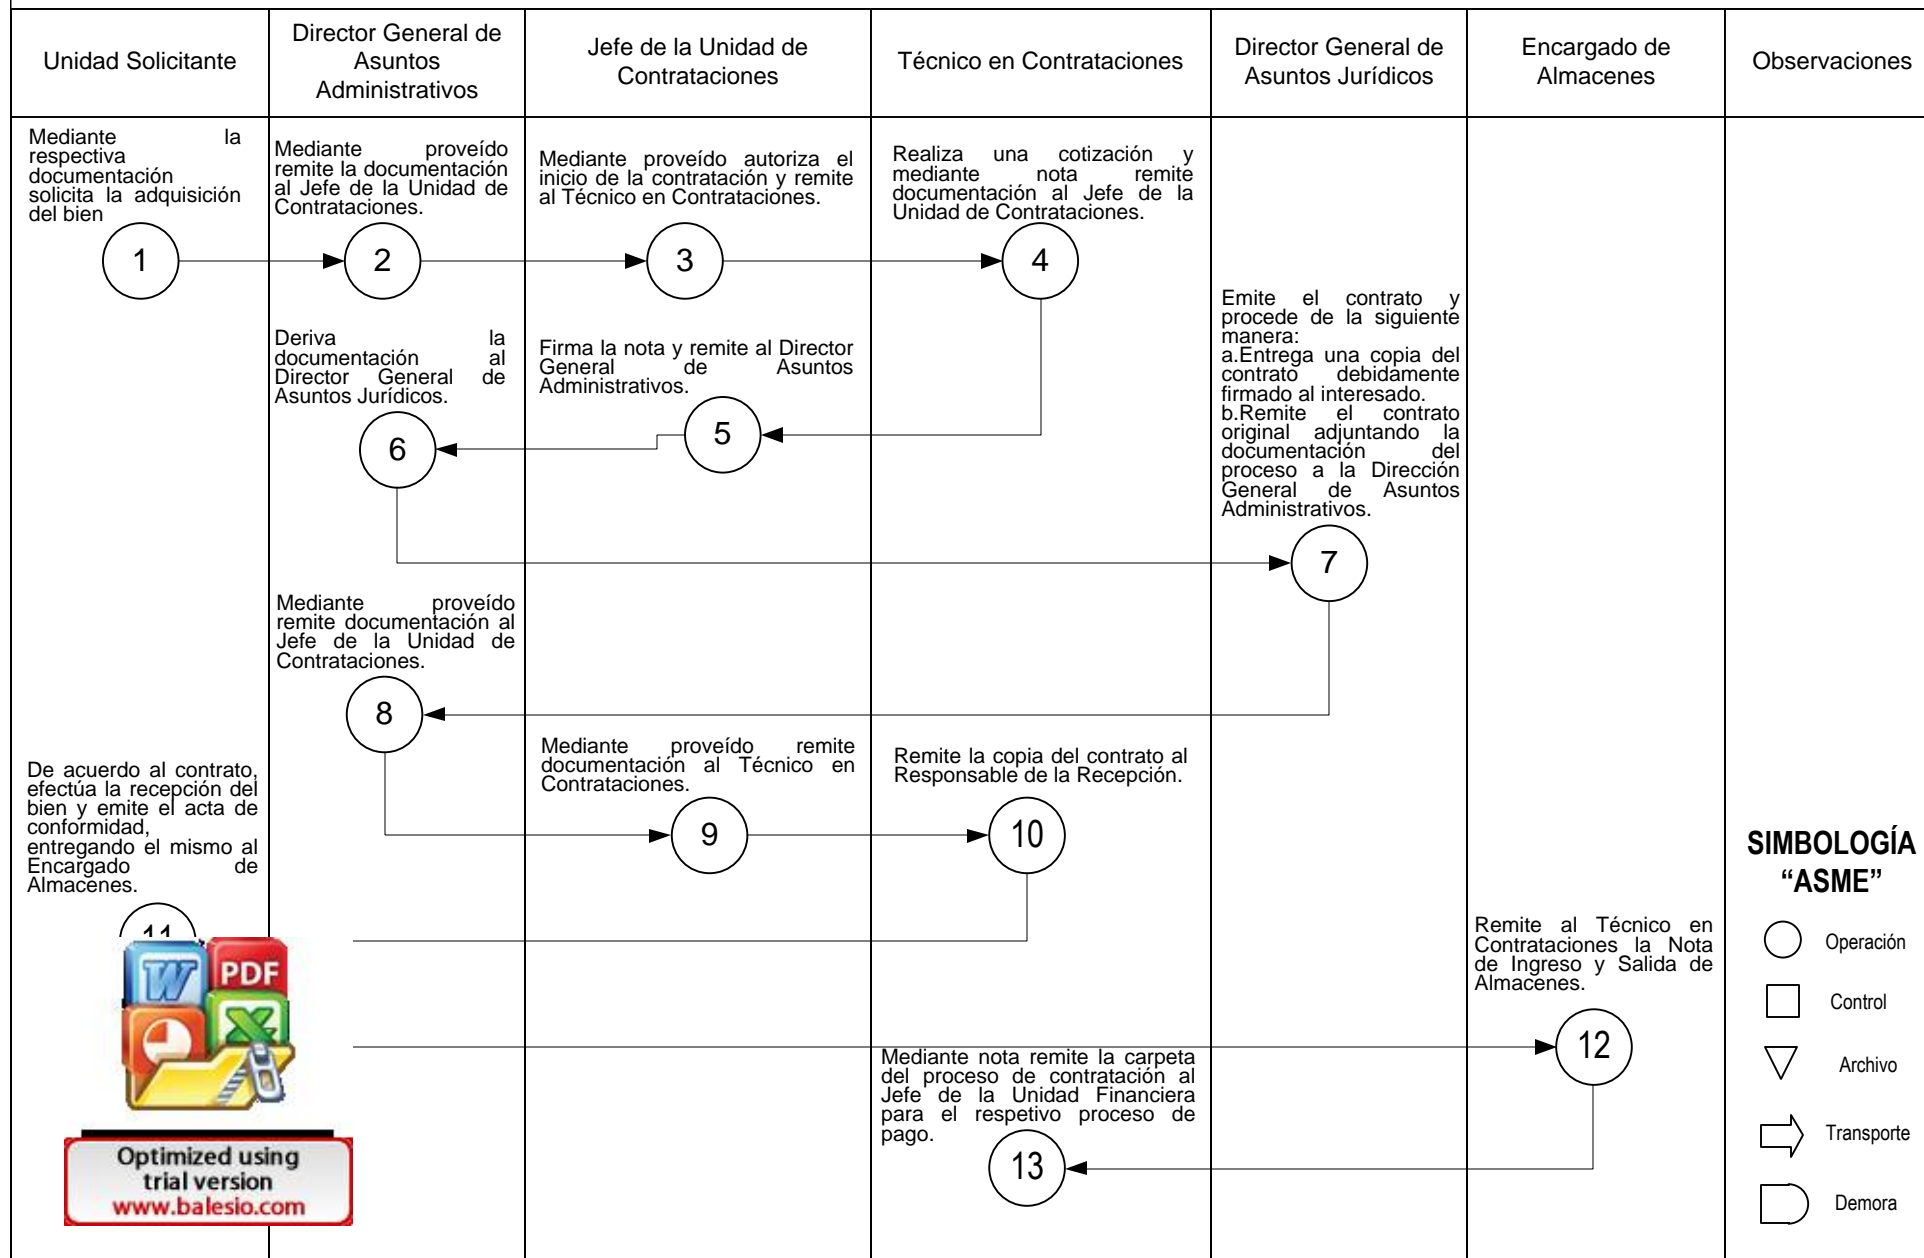 Unidad Solicitante
Director General de
Asuntos
Administrativos
Jefe de la Unidad de
Contrataciones
Técnico en Contrataciones
Director General de
Asuntos Jurídicos
Encargado de
Almacenes
Observaciones
Mediante la
respectiva
documentación
solicita la adquisición
del bien
1
Mediante proveído
remite la documentación
al Jefe de la Unidad de
Contrataciones.
2
Mediante proveído autoriza el
inicio de la contratación y remite
al Técnico en Contrataciones.
3
Realiza una cotización y
mediante nota remite
documentación al Jefe de la
Unidad de Contrataciones.
4
Firma la nota y remite al Director
General de Asuntos
Administrativos.
5
Deriva la
documentación al
Director General de
Asuntos Jurídicos.
6
Emite el contrato y
procede de la siguiente
manera:
a.Entrega una copia del
contrato debidamente
firmado al interesado.
b.Remite el contrato
original adjuntando la
documentación del
proceso a la Dirección
General de Asuntos
Administrativos.
7
Mediante proveído
remite documentación al
Jefe de la Unidad de
Contrataciones.
8
Mediante proveído remite
documentación al Técnico en
Contrataciones.
9
Remite la copia del contrato al
Responsable de la Recepción.
10
De acuerdo al contrato,
efectúa la recepción del
bien y emite el acta de
conformidad,
entregando el mismo al
Encargado de
Almacenes.
11
Remite al Técnico en
Contrataciones la Nota
de Ingreso y Salida de
Almacenes.
12
Mediante nota remite la carpeta
del proceso de contratación al
Jefe de la Unidad Financiera
para el respetivo proceso de
pago.
13
SIMBOLOGÍA
“ASME”
Operación
Control
Archivo
Transporte
Demora
W
PDF
X
Optimized using
trial version
www.balesio.com